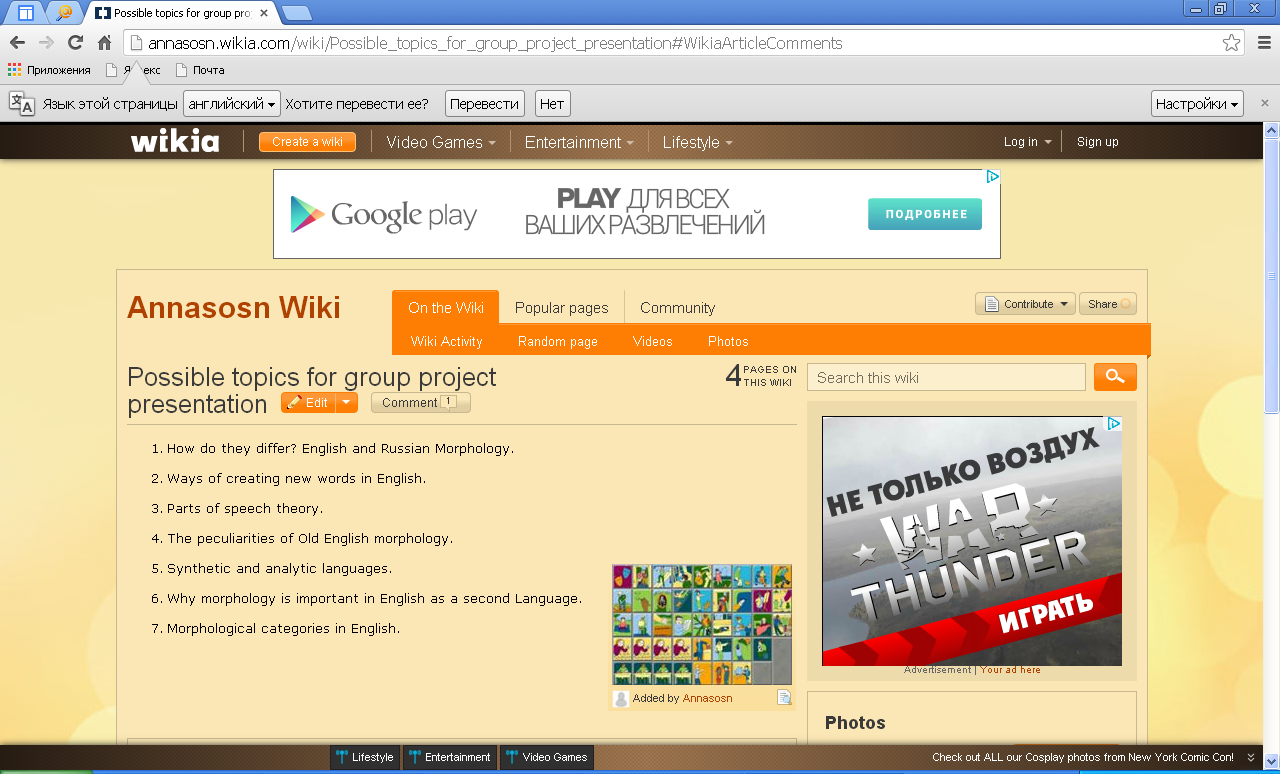 Possible topics for group pro
annasosn.wikia.com/wiki/Possible_topics_for_group_project_presentation#WikiaArticleComments
Приложения
Почта
Язык этой страницы английский Хотите перевести ее? Перевести Нет Настройки
wikia Create a wiki Video Games Entertainment Lifestyle Log in Sign up
Google play
PLAY ДЛЯ ВСЕХ
ВАШИХ РАЗВЛЕЧЕНИЙ
ПОДРОБНЕЕ
Annasosn Wiki
On the Wiki Popular pages Community
Contribute Share
Wiki Activity Random page Videos Photos
Possible topics for group project
presentation Edit Comment 1
4 PAGES ON
THIS WIKI
Search this wiki
1. How do they differ? English and Russian Morphology.
2. Ways of creating new words in English.
3. Parts of speech theory.
4. The peculiarities of Old English morphology.
5. Synthetic and analytic languages.
6. Why morphology is important in English as a second Language.
7. Morphological categories in English.
Added by Annasosn
НЕ ТОЛЬКО ВОЗДУХ
WAR
THUNDER
ИГРАТЬ
Advertisement | Your ad here
Photos
Lifestyle Entertainment Video Games
Check out ALL our Cosplay photos from New York Comic Con!